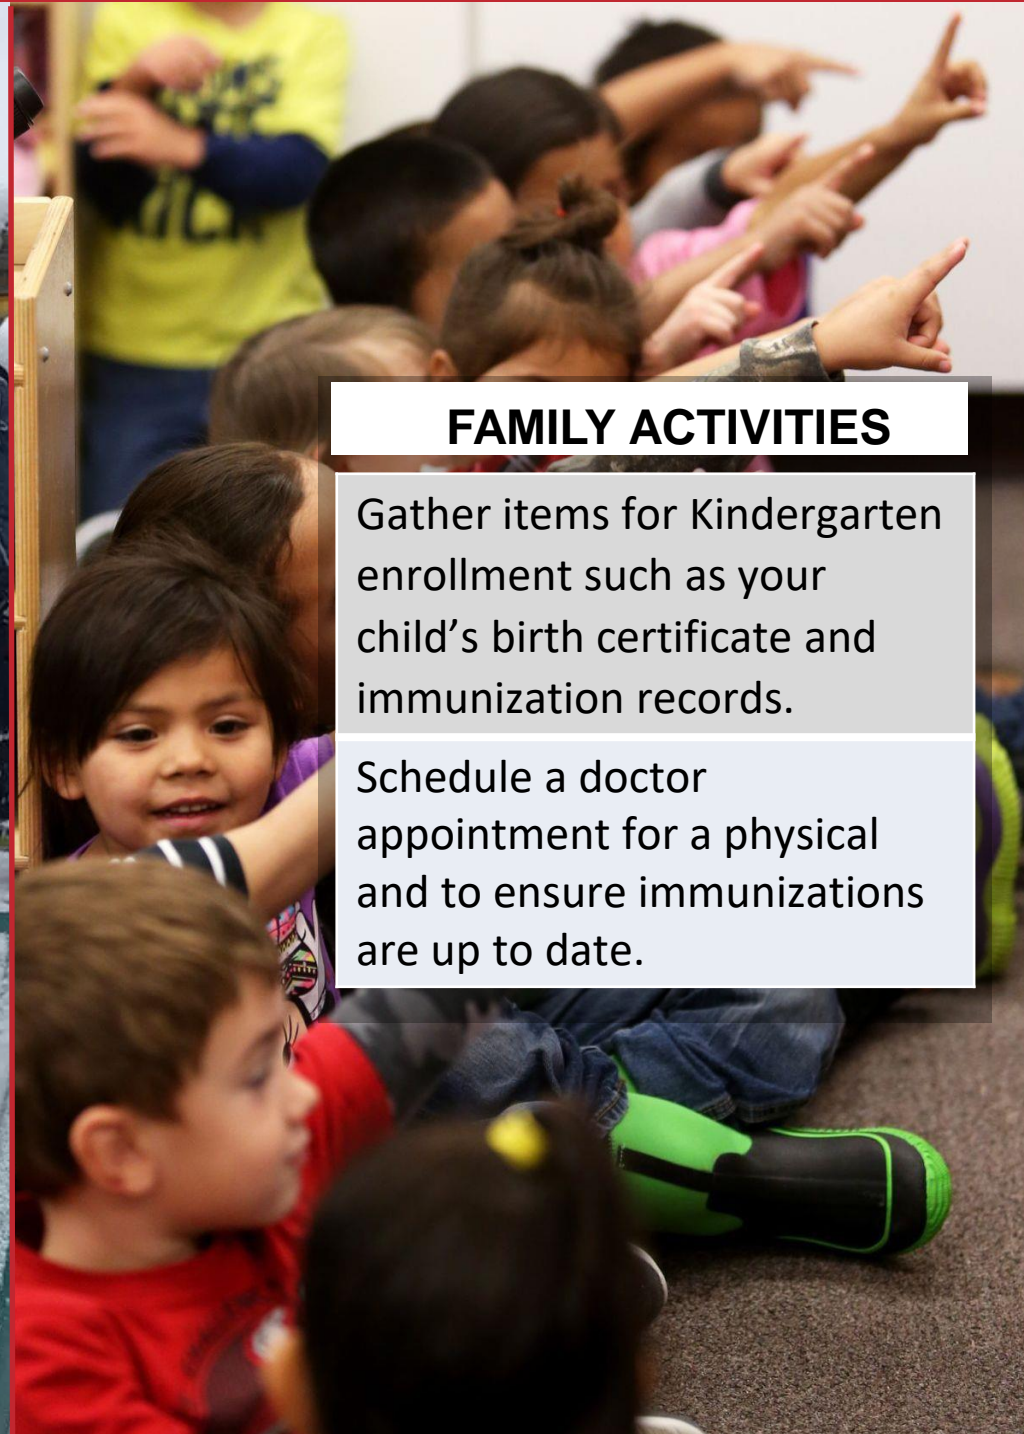 FAMILY ACTIVITIES
Gather items for Kindergarten
enrollment such as your
child’s birth certificate and
immunization records.
Schedule a doctor
appointment for a physical
and to ensure immunizations
are up to date.